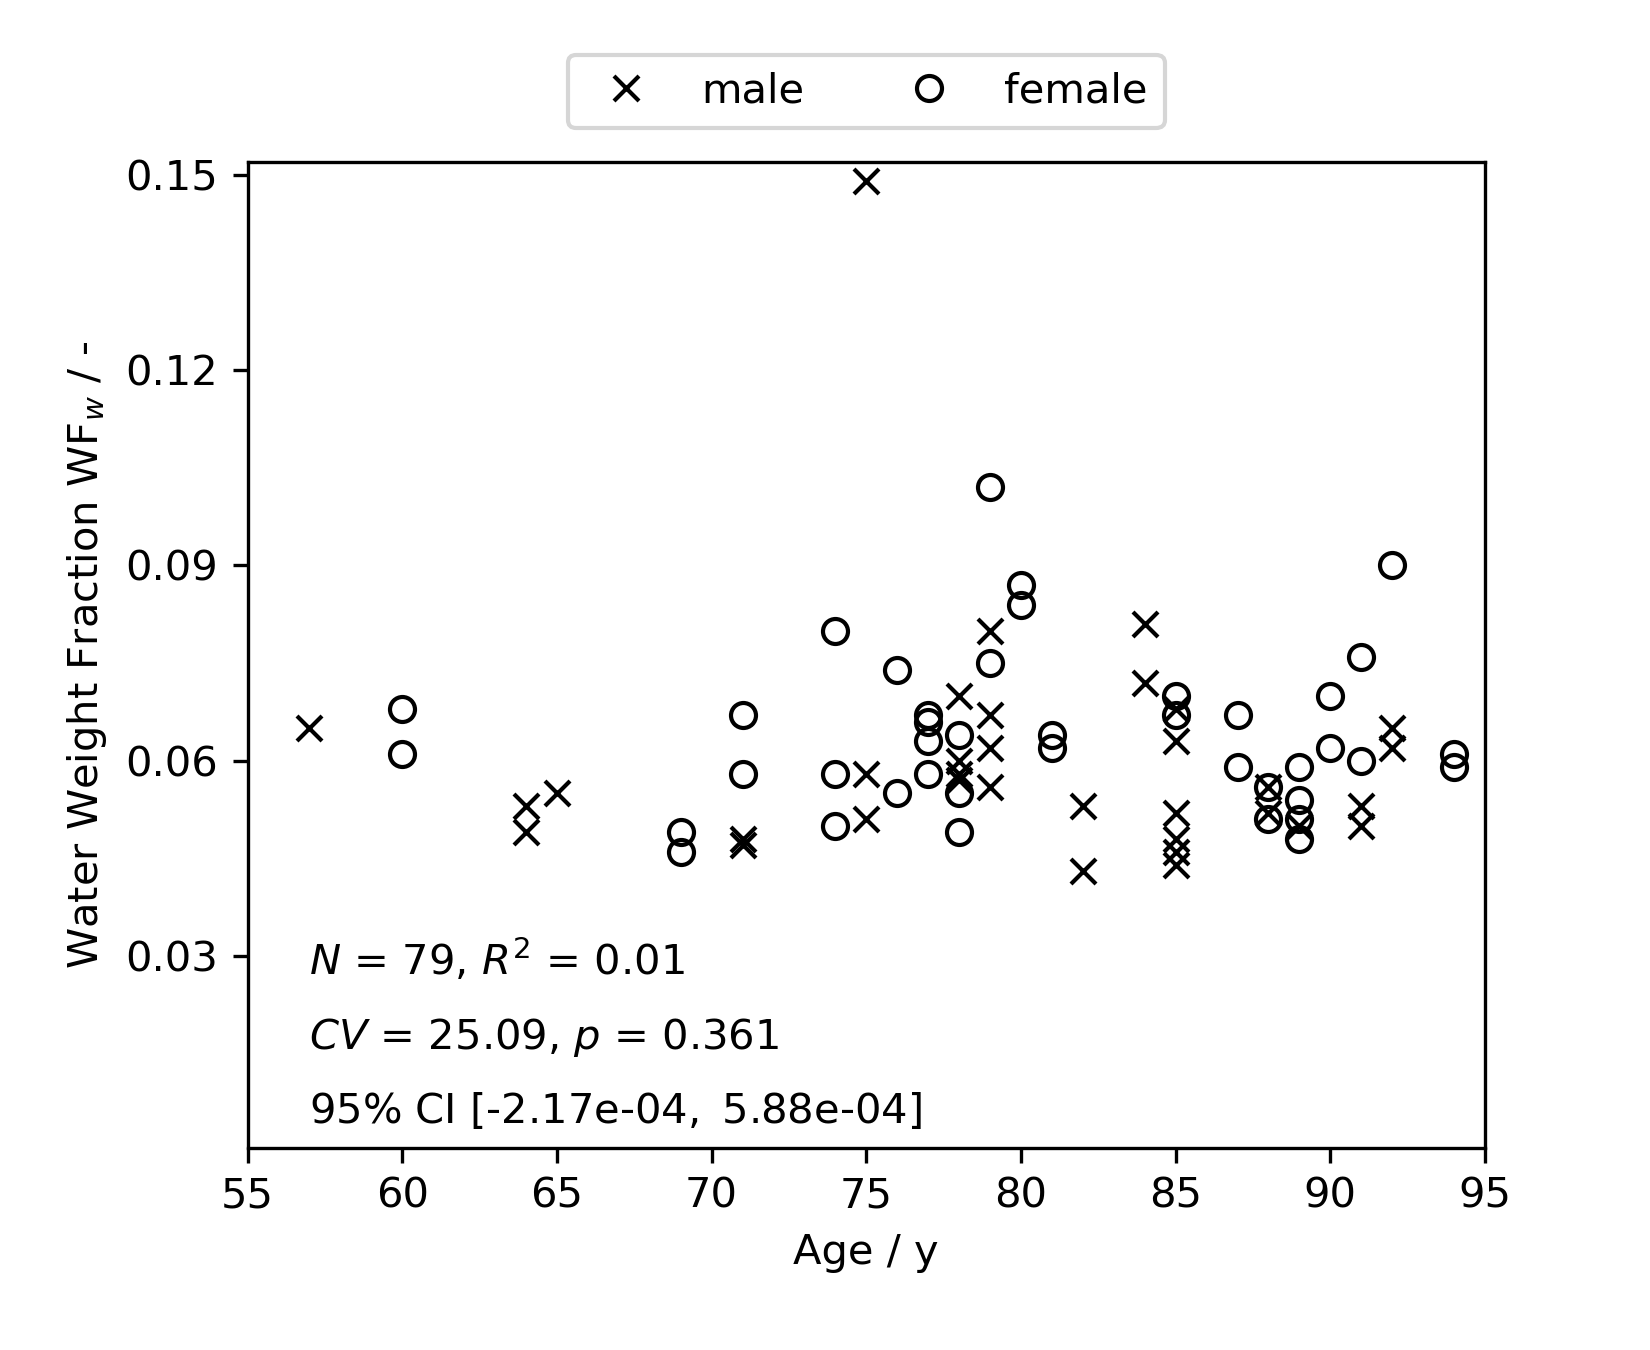 male female
0.15
0.12
0.09
0.06
0.03
Water Weight Fraction WF_w / -
N = 79, R² = 0.01
CV = 25.09, p = 0.361
95% CI [-2.17e-04, 5.88e-04]
55 60 65 70 75 80 85 90 95
Age / y